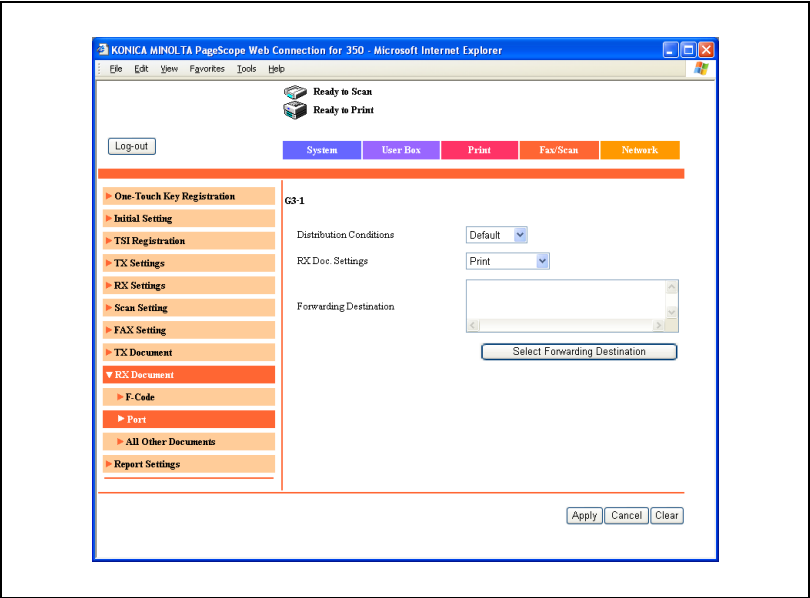 KONICA MINOLTA PageScope Web Connection for 350 - Microsoft Internet Explorer
File Edit View Favorites Tools Help
Ready to Scan
Ready to Print
Log-out
System User Box Print Fax/Scan Network
One-Touch Key Registration
Initial Setting
TSI Registration
TX Settings
RX Settings
Scan Setting
FAX Setting
TX Document
RX Document
F-Code
Port
All Other Documents
Report Settings
G3-1
Distribution Conditions Default
RX Doc. Settings Print
Forwarding Destination
Select Forwarding Destination
Apply Cancel Clear